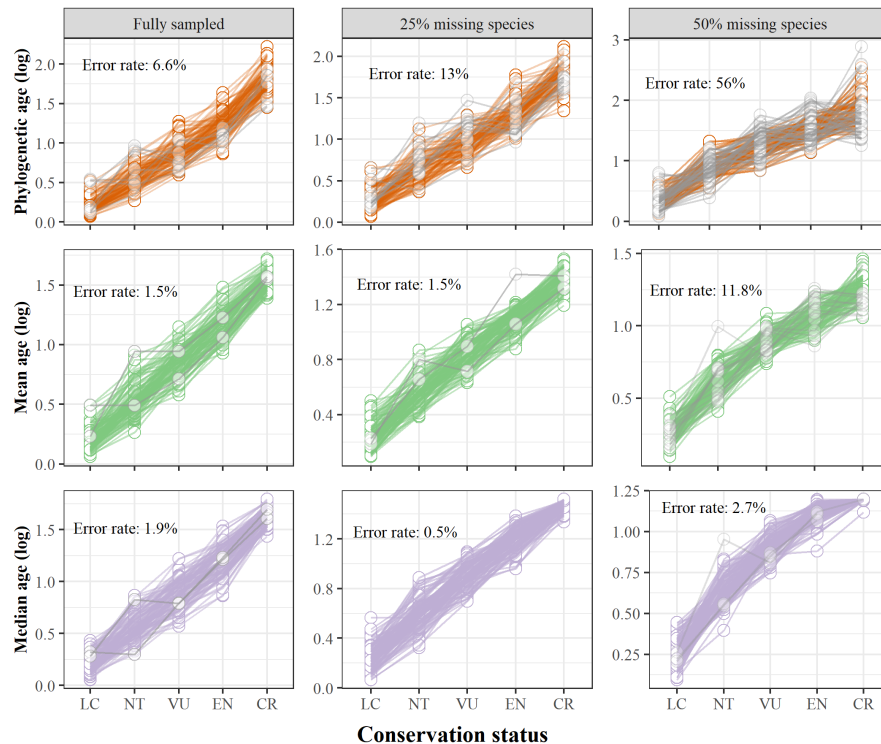 Fully sampled
25% missing species
50% missing species
Phylogenetic age (log)
2.0
1.5
1.0
0.5
0.0
Error rate: 6.6%
2.0
1.5
1.0
0.5
0.0
Error rate: 13%
3
2
1
0
Error rate: 56%
Mean age (log)
1.5
1.0
0.5
0.0
Error rate: 1.5%
1.6
1.2
0.8
0.4
Error rate: 1.5%
1.5
1.0
0.5
Error rate: 11.8%
Median age (log)
1.5
1.0
0.5
0.0
Error rate: 1.9%
1.2
0.8
0.4
0.0
Error rate: 0.5%
1.25
1.00
0.75
0.50
0.25
Error rate: 2.7%
LC NT VU EN CR
LC NT VU EN CR
LC NT VU EN CR
Conservation status